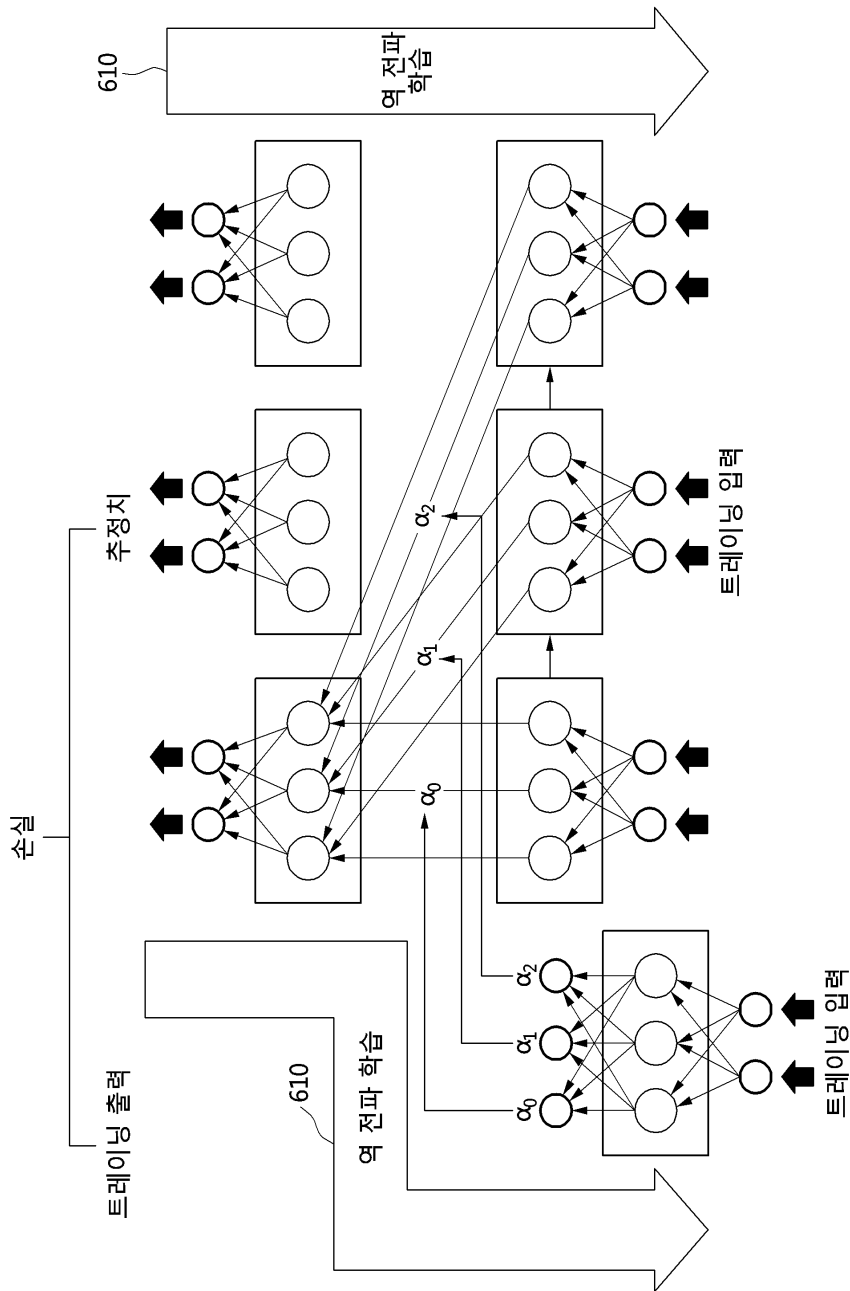 손실
트레이닝 출력
추정치
610
역 전파
학습
610
역 전파 학습
α0
α1
α2
α0
α1
α2
트레이닝 입력
트레이닝 입력